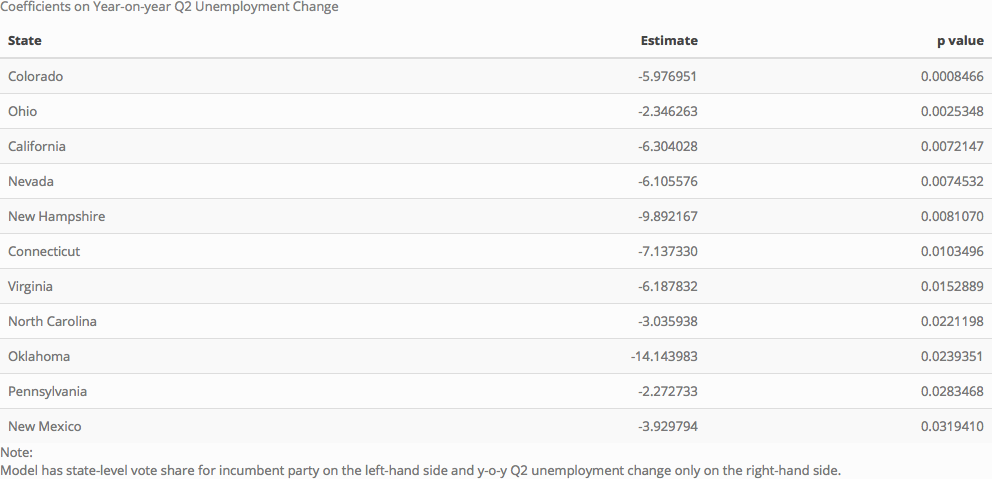 Coefficients on Year-on-year Q2 Unemployment Change
State Estimate p value
Colorado -5.976951 0.0008466
Ohio -2.346263 0.0025348
California -6.304028 0.0072147
Nevada -6.105576 0.0074532
New Hampshire -9.892167 0.0081070
Connecticut -7.137330 0.0103496
Virginia -6.187832 0.0152889
North Carolina -3.035938 0.0221198
Oklahoma -14.143983 0.0239351
Pennsylvania -2.272733 0.0283468
New Mexico -3.929794 0.0319410
Note:
Model has state-level vote share for incumbent party on the left-hand side and y-o-y Q2 unemployment change only on the right-hand side.